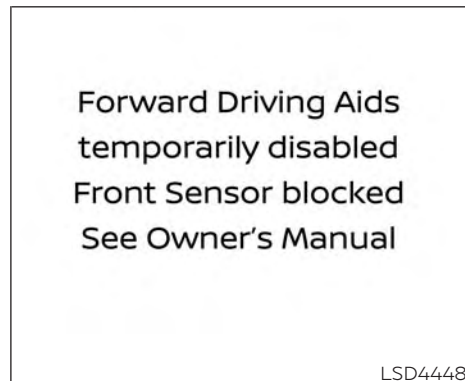 Forward Driving Aids
temporarily disabled
Front Sensor blocked
See Owner's Manual
LSD4448